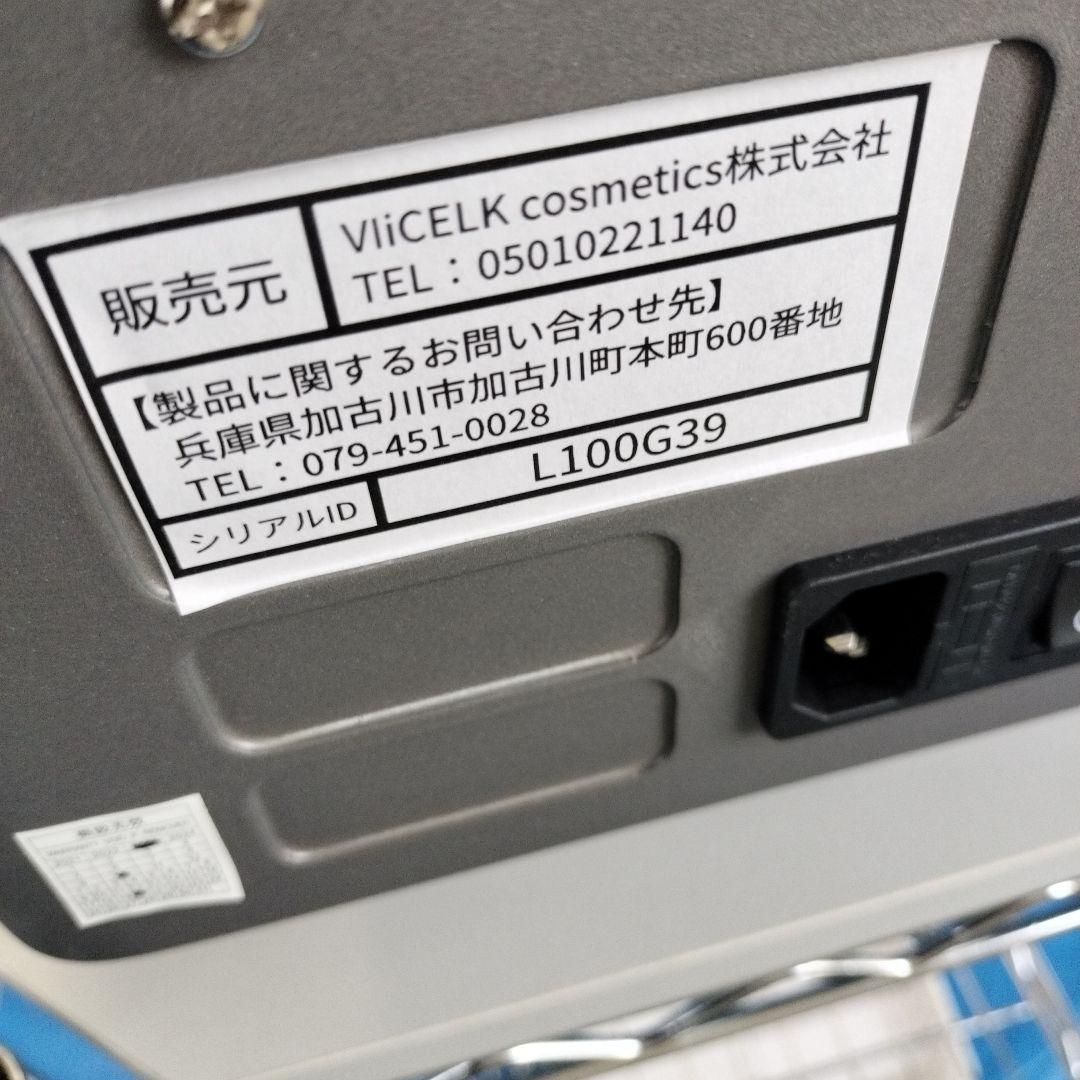 販売元
VIiCELK cosmetics株式会社
TEL：05010221140
【製品に関するお問い合わせ先】
兵庫県加古川市加古川町本町600番地
TEL：079-451-0028
シリアルID
L100G39